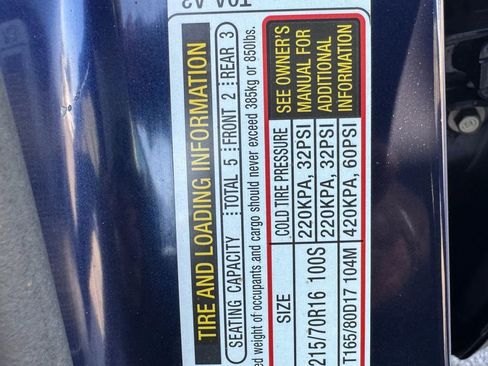 TIRE AND LOADING INFORMATION
SEATING CAPACITY TOTAL 5 FRONT 2 REAR 3
ed weight of occupants and cargo should never exceed 385kg or 850lbs.
SIZE COLD TIRE PRESSURE
215/70R16 100S 220KPA, 32PSI
220KPA, 32PSI
T165/80D17 104M 420KPA, 60PSI
SEE OWNER'S
MANUAL FOR
ADDITIONAL
INFORMATION